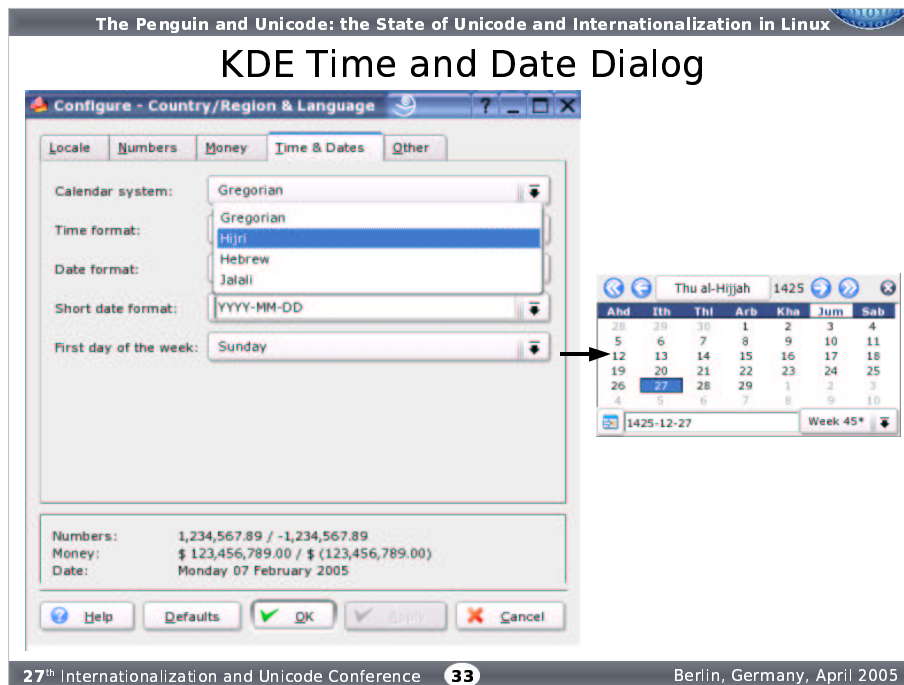 The Penguin and Unicode: the State of Unicode and Internationalization in Linux
KDE Time and Date Dialog
Configure - Country/Region & Language
Locale Numbers Money Time & Dates Other
Calendar system: Gregorian
Gregorian
Time format: Hijri
Hebrew
Date format:
Jalali
Short date format: YYYY-MM-DD
First day of the week: Sunday
Numbers: 1,234,567.89 / -1,234,567.89
Money: $ 123,456,789.00 / $ (123,456,789.00)
Date: Monday 07 February 2005
Help Defaults OK Apply Cancel
Thu al-Hijjah 1425
Ahd Ith Thl Arb Kha Jum Sab
28 29 30 1 2 3 4
5 6 7 8 9 10 11
12 13 14 15 16 17 18
19 20 21 22 23 24 25
26 27 28 29 1 2 3
4 5 6 7 8 9 10
1425-12-27 Week 45*
27th Internationalization and Unicode Conference 33 Berlin, Germany, April 2005